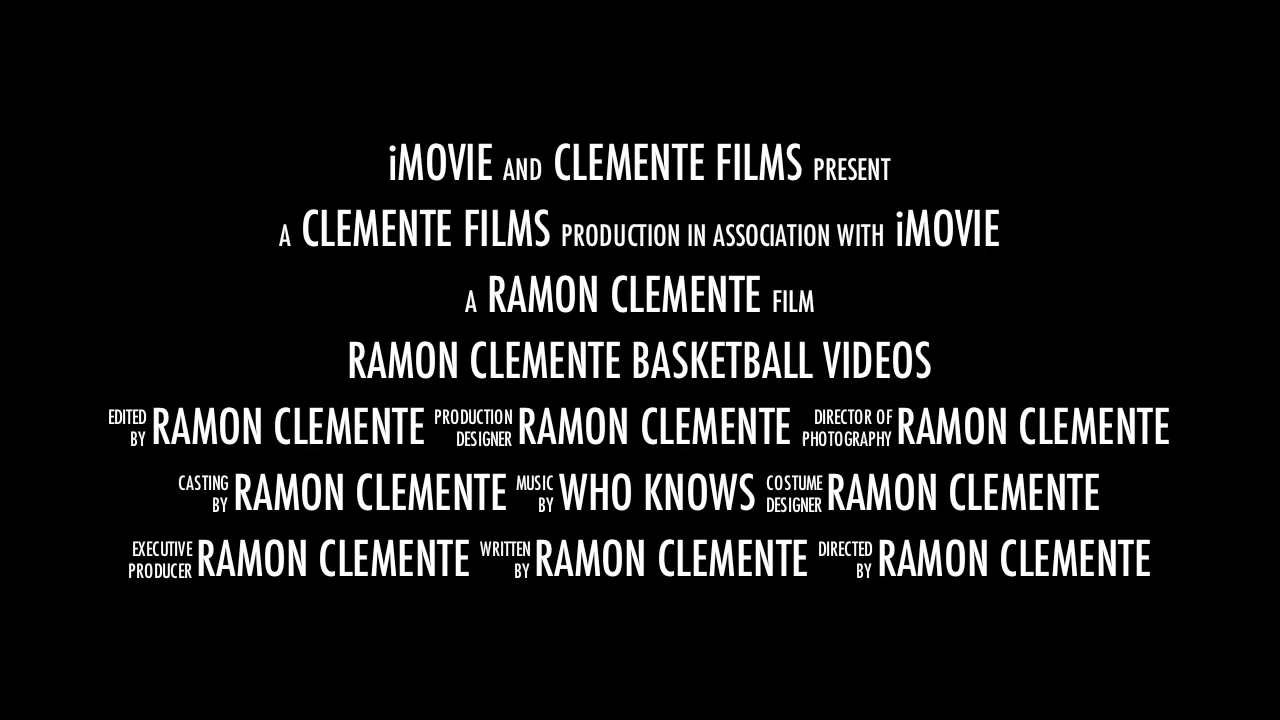 iMOVIE AND CLEMENTE FILMS PRESENT
A CLEMENTE FILMS PRODUCTION IN ASSOCIATION WITH iMOVIE
A RAMON CLEMENTE FILM
RAMON CLEMENTE BASKETBALL VIDEOS
EDITED BY RAMON CLEMENTE PRODUCTION DESIGNER RAMON CLEMENTE DIRECTOR OF PHOTOGRAPHY RAMON CLEMENTE
CASTING BY RAMON CLEMENTE MUSIC BY WHO KNOWS COSTUME DESIGNER RAMON CLEMENTE
EXECUTIVE PRODUCER RAMON CLEMENTE WRITTEN BY RAMON CLEMENTE DIRECTED BY RAMON CLEMENTE